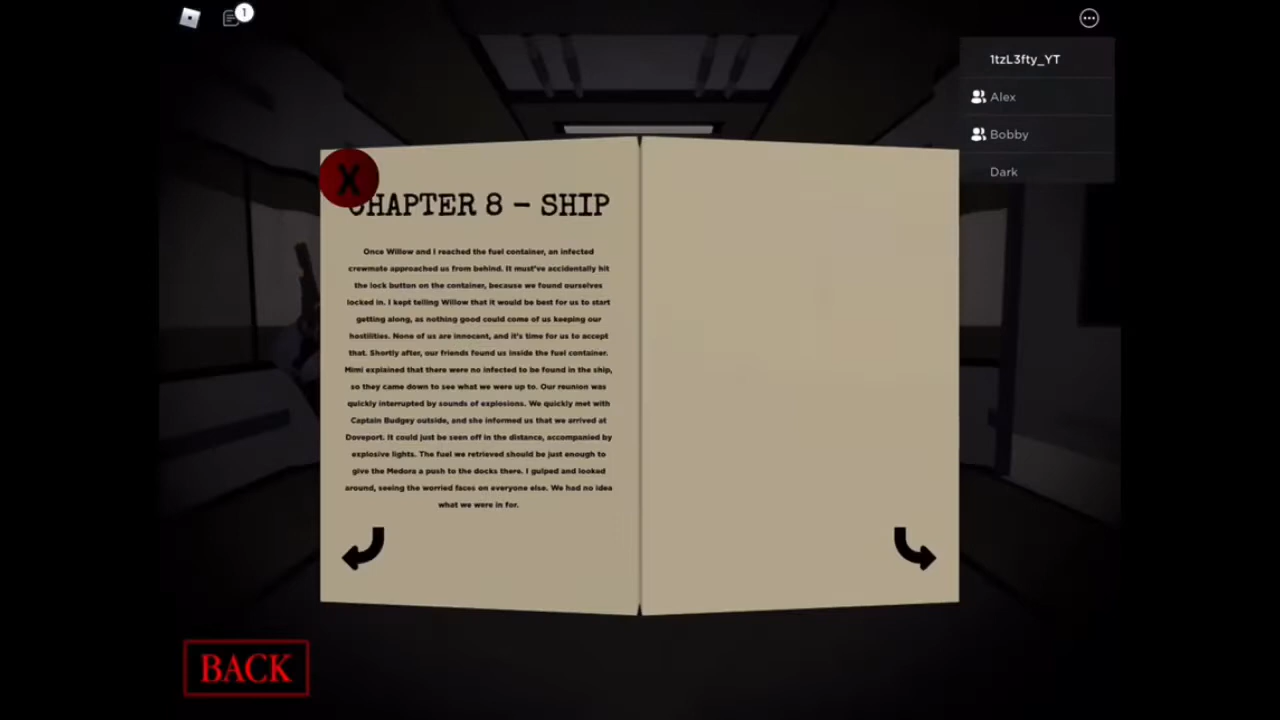 1
1tzL3fty_YT
Alex
Bobby
Dark
X
CHAPTER 8 - SHIP
Once Willow and I reached the fuel container, an infected
crewmate approached us from behind. It must've accidentally hit
the lock button on the container, because we found ourselves
locked in. I kept telling Willow that it would be best for us to start
getting along, as nothing good could come of us keeping our
hostilities. None of us are innocent, and it's time for us to accept
that. Shortly after, our friends found us inside the fuel container.
Mimi explained that there were no infected to be found in the ship,
so they came down to see what we were up to. Our reunion was
quickly interrupted by sounds of explosions. We quickly met with
Captain Budgey outside, and she informed us that we arrived at
Doveport. It could just be seen off in the distance, accompanied by
explosive lights. The fuel we retrieved should be just enough to
give the Medora a push to the docks there. I gulped and looked
around, seeing the worried faces on everyone else. We had no idea
what we were in for.
BACK